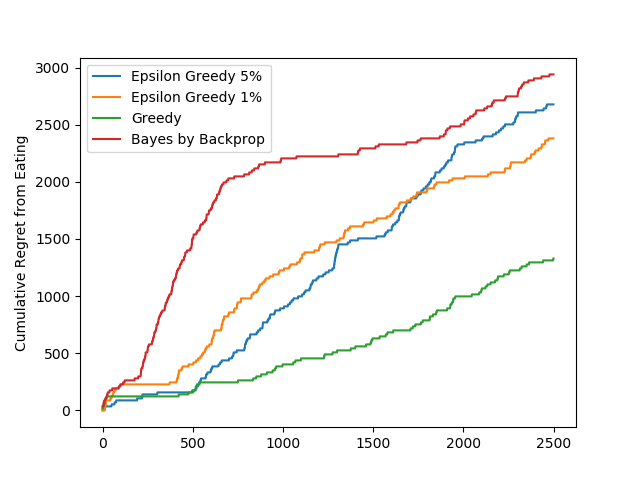 Epsilon Greedy 5%
Epsilon Greedy 1%
Greedy
Bayes by Backprop
Cumulative Regret from Eating
3000
2500
2000
1500
1000
500
0
0 500 1000 1500 2000 2500